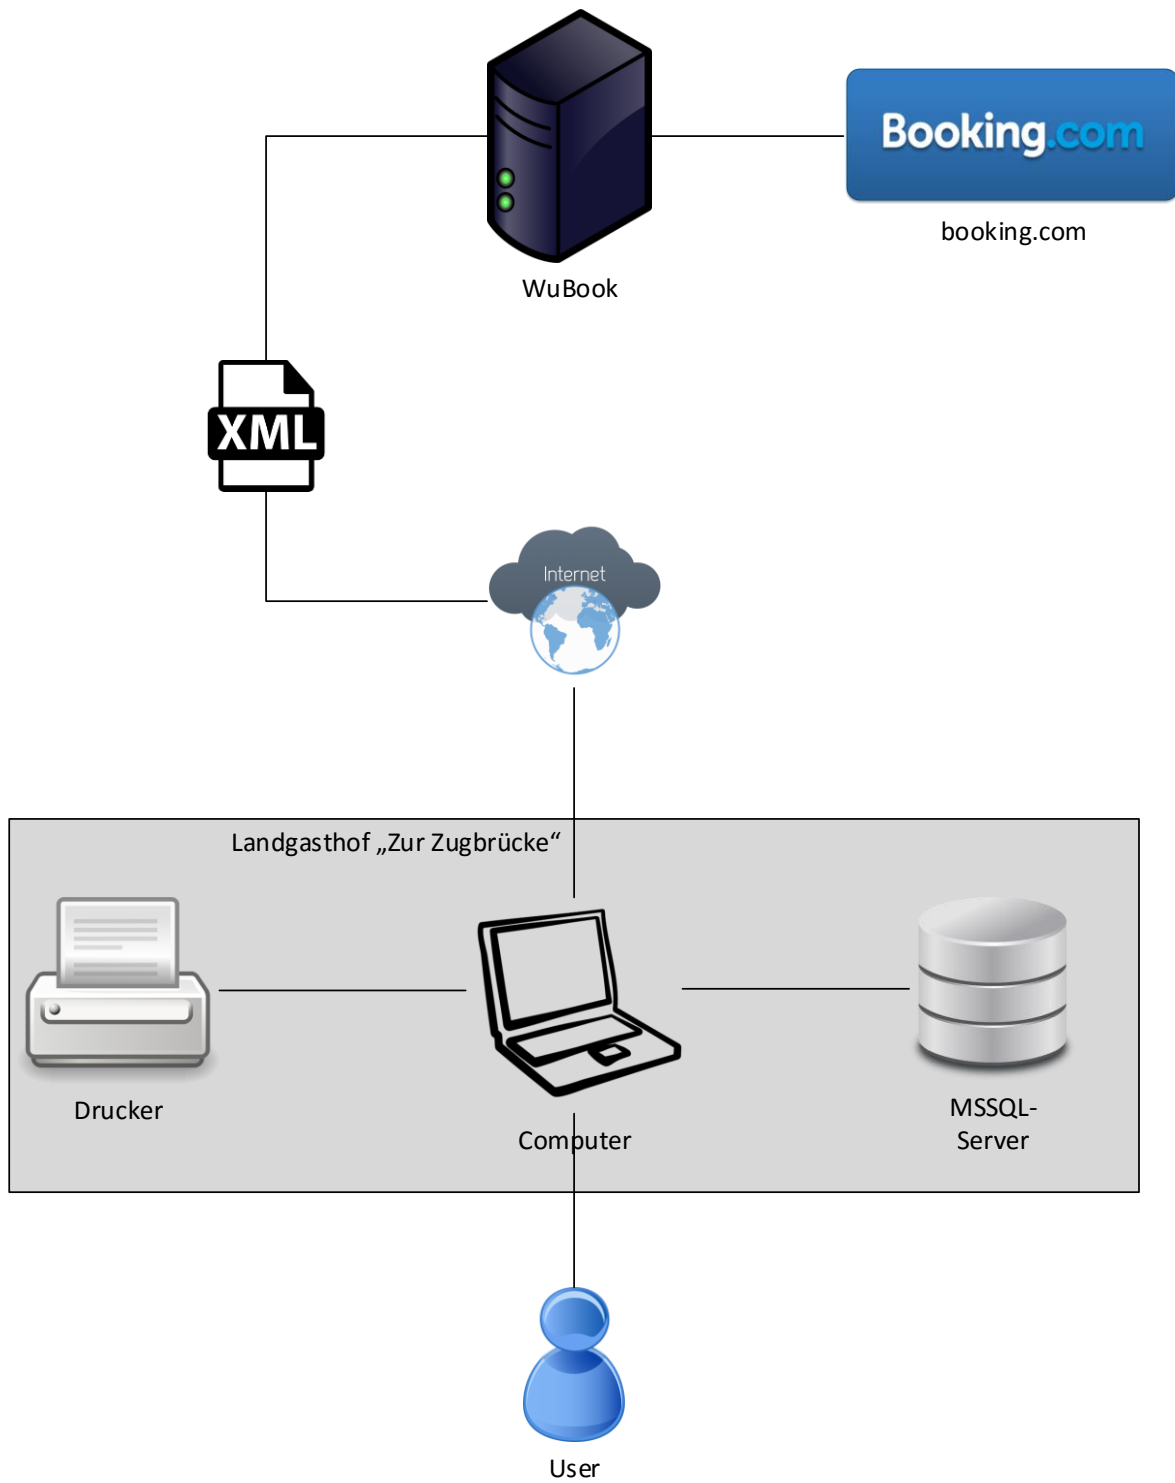 Booking.com
booking.com
WuBook
XML
Internet
Landgasthof „Zur Zugbrücke“
Drucker
Computer
MSSQL-
Server
User